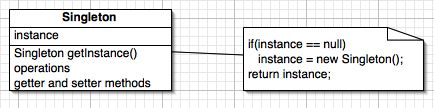 Singleton
instance
Singleton getInstance()
operations
getter and setter methods
if(instance == null)
instance = new Singleton();
return instance;